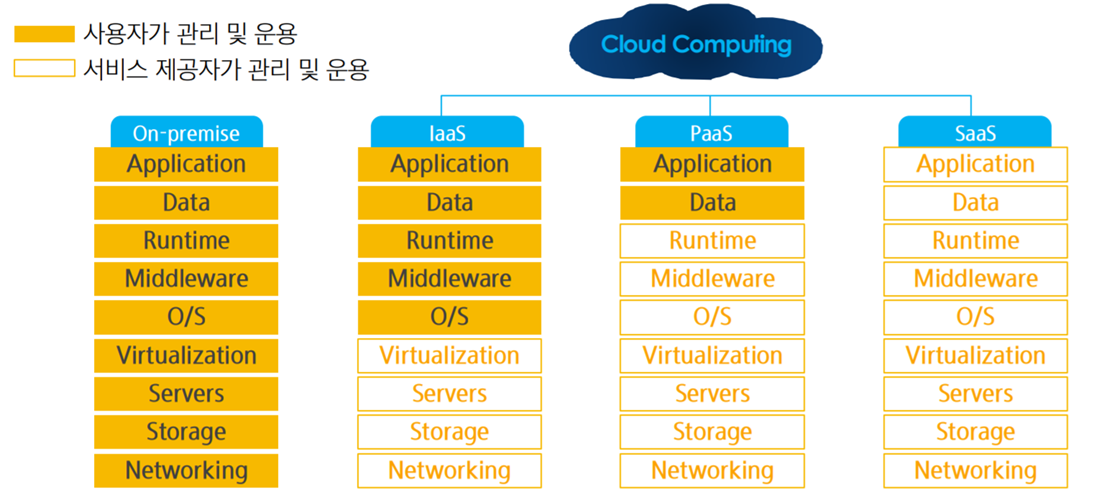 사용자가 관리 및 운용
서비스 제공자가 관리 및 운용
Cloud Computing
On-premise
Application
Data
Runtime
Middleware
O/S
Virtualization
Servers
Storage
Networking
IaaS
Application
Data
Runtime
Middleware
O/S
Virtualization
Servers
Storage
Networking
PaaS
Application
Data
Runtime
Middleware
O/S
Virtualization
Servers
Storage
Networking
SaaS
Application
Data
Runtime
Middleware
O/S
Virtualization
Servers
Storage
Networking